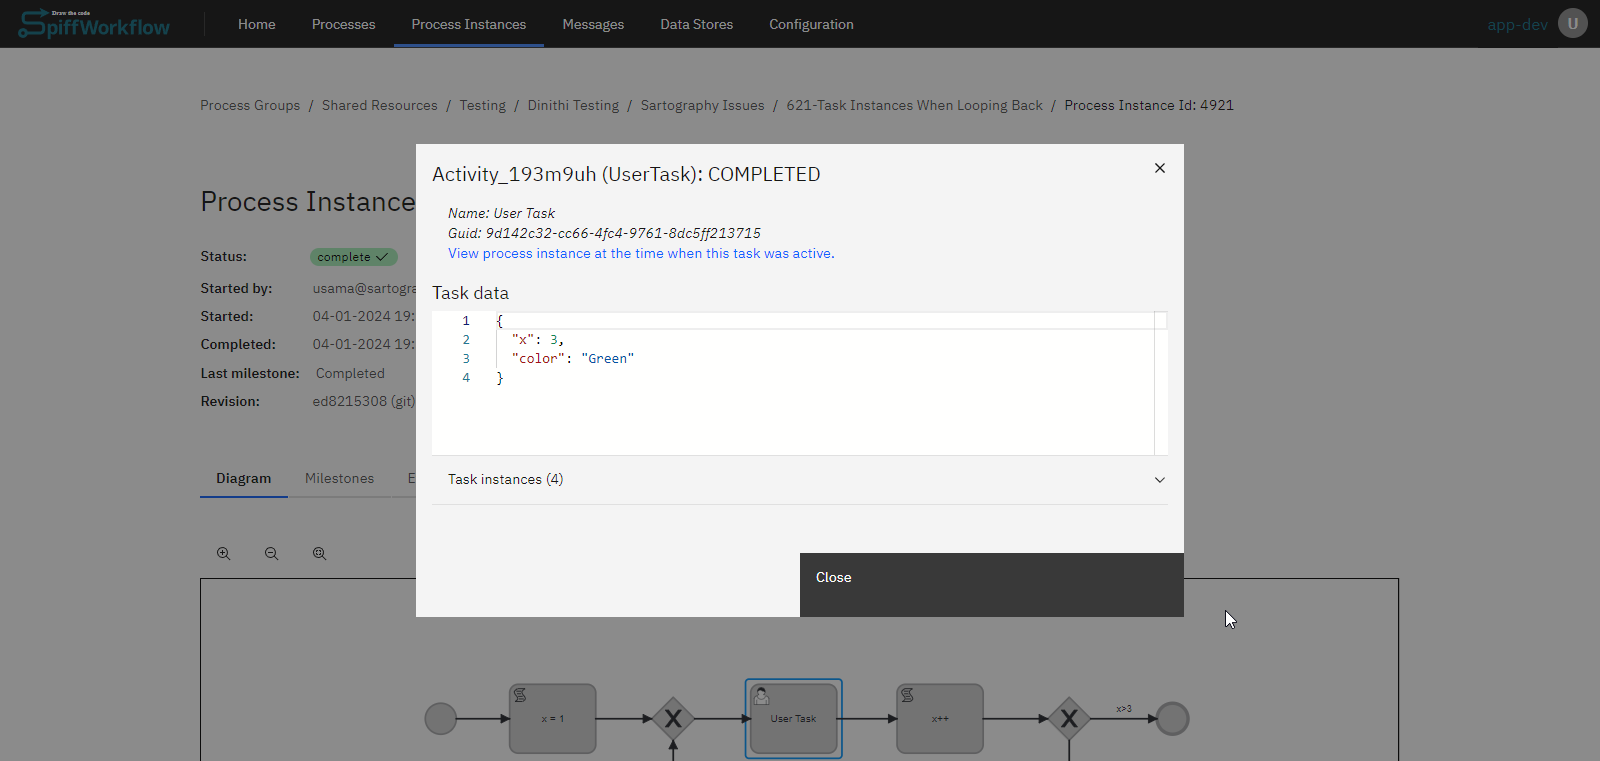 Draw the code
SpiffWorkflow
Home Processes Process Instances Messages Data Stores Configuration
app-dev U
Process Groups / Shared Resources / Testing / Dinithi Testing / Sartography Issues / 621-Task Instances When Looping Back / Process Instance Id: 4921
Process Instance
Status: complete
Started by: usama@sartogra
Started: 04-01-2024 19:
Completed: 04-01-2024 19:
Last milestone: Completed
Revision: ed8215308 (git)
Diagram Milestones E
Activity_193m9uh (UserTask): COMPLETED
Name: User Task
Guid: 9d142c32-cc66-4fc4-9761-8dc5ff213715
View process instance at the time when this task was active.
Task data
1 {
2 "x": 3,
3 "color": "Green"
4 }
Task instances (4)
Close
x = 1
X
User Task
x++
X
x>3